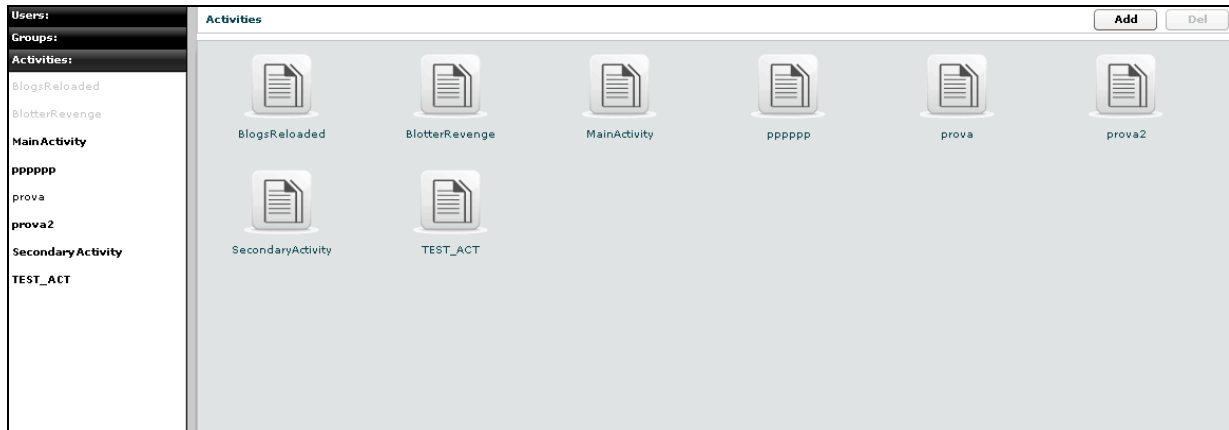 Users:
Groups:
Activities:
BlogsReloaded
BlotterRevenge
MainActivity
pppppp
prova
prova2
SecondaryActivity
TEST_ACT
Activities
Add Del
BlogsReloaded BlotterRevenge MainActivity pppppp prova prova2
SecondaryActivity TEST_ACT